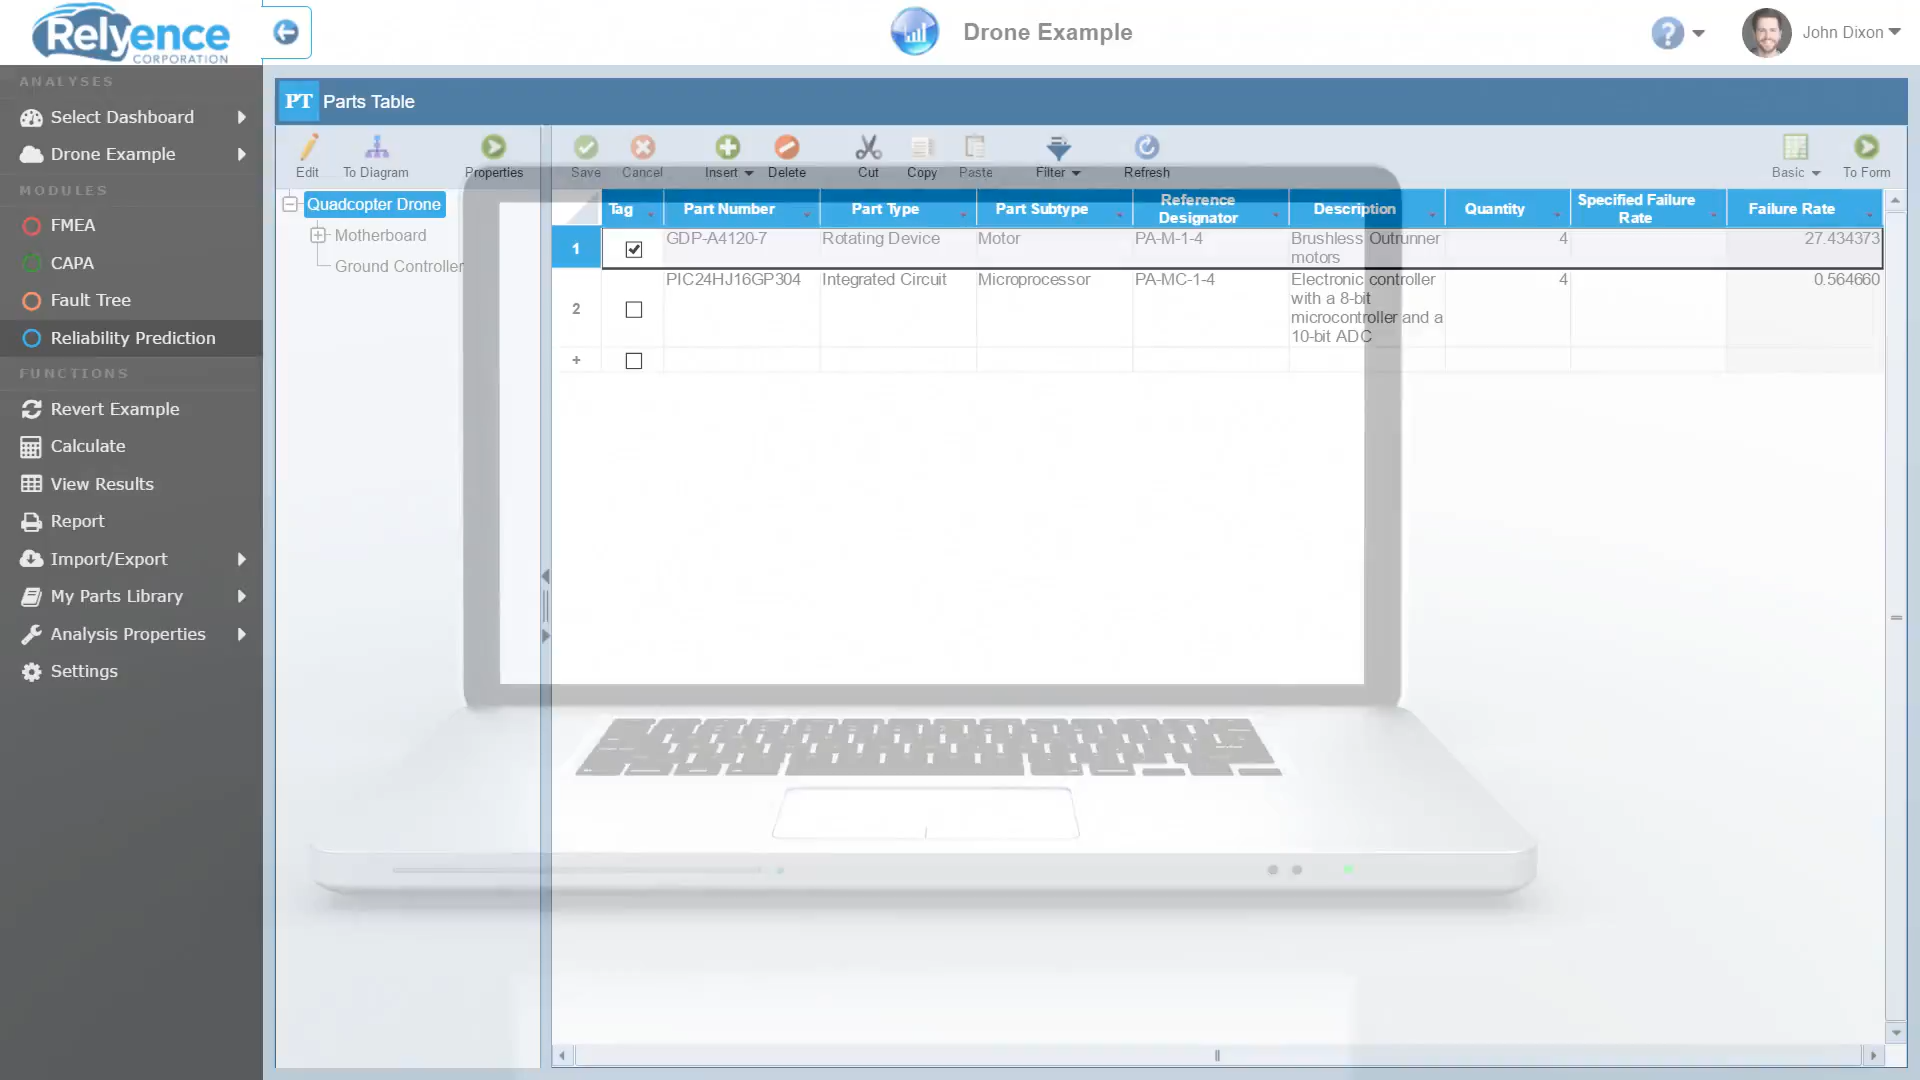 Relyence
CORPORATION
Drone Example
?
John Dixon
ANALYSES
Select Dashboard
Drone Example
MODULES
FMEA
CAPA
Fault Tree
Reliability Prediction
FUNCTIONS
Revert Example
Calculate
View Results
Report
Import/Export
My Parts Library
Analysis Properties
Settings
PT Parts Table
Edit To Diagram Properties
Save Cancel Insert Delete Cut Copy Paste Filter Refresh Basic To Form
Quadcopter Drone
Motherboard
Ground Controller
Tag Part Number Part Type Part Subtype Reference Designator Description Quantity Specified Failure Rate Failure Rate
1 GDP-A4120-7 Rotating Device Motor PA-M-1-4 Brushless Outrunner motors 4 27.434373
2 PIC24HJ16GP304 Integrated Circuit Microprocessor PA-MC-1-4 Electronic controller with a 8-bit microcontroller and a 10-bit ADC 4 0.564660
+